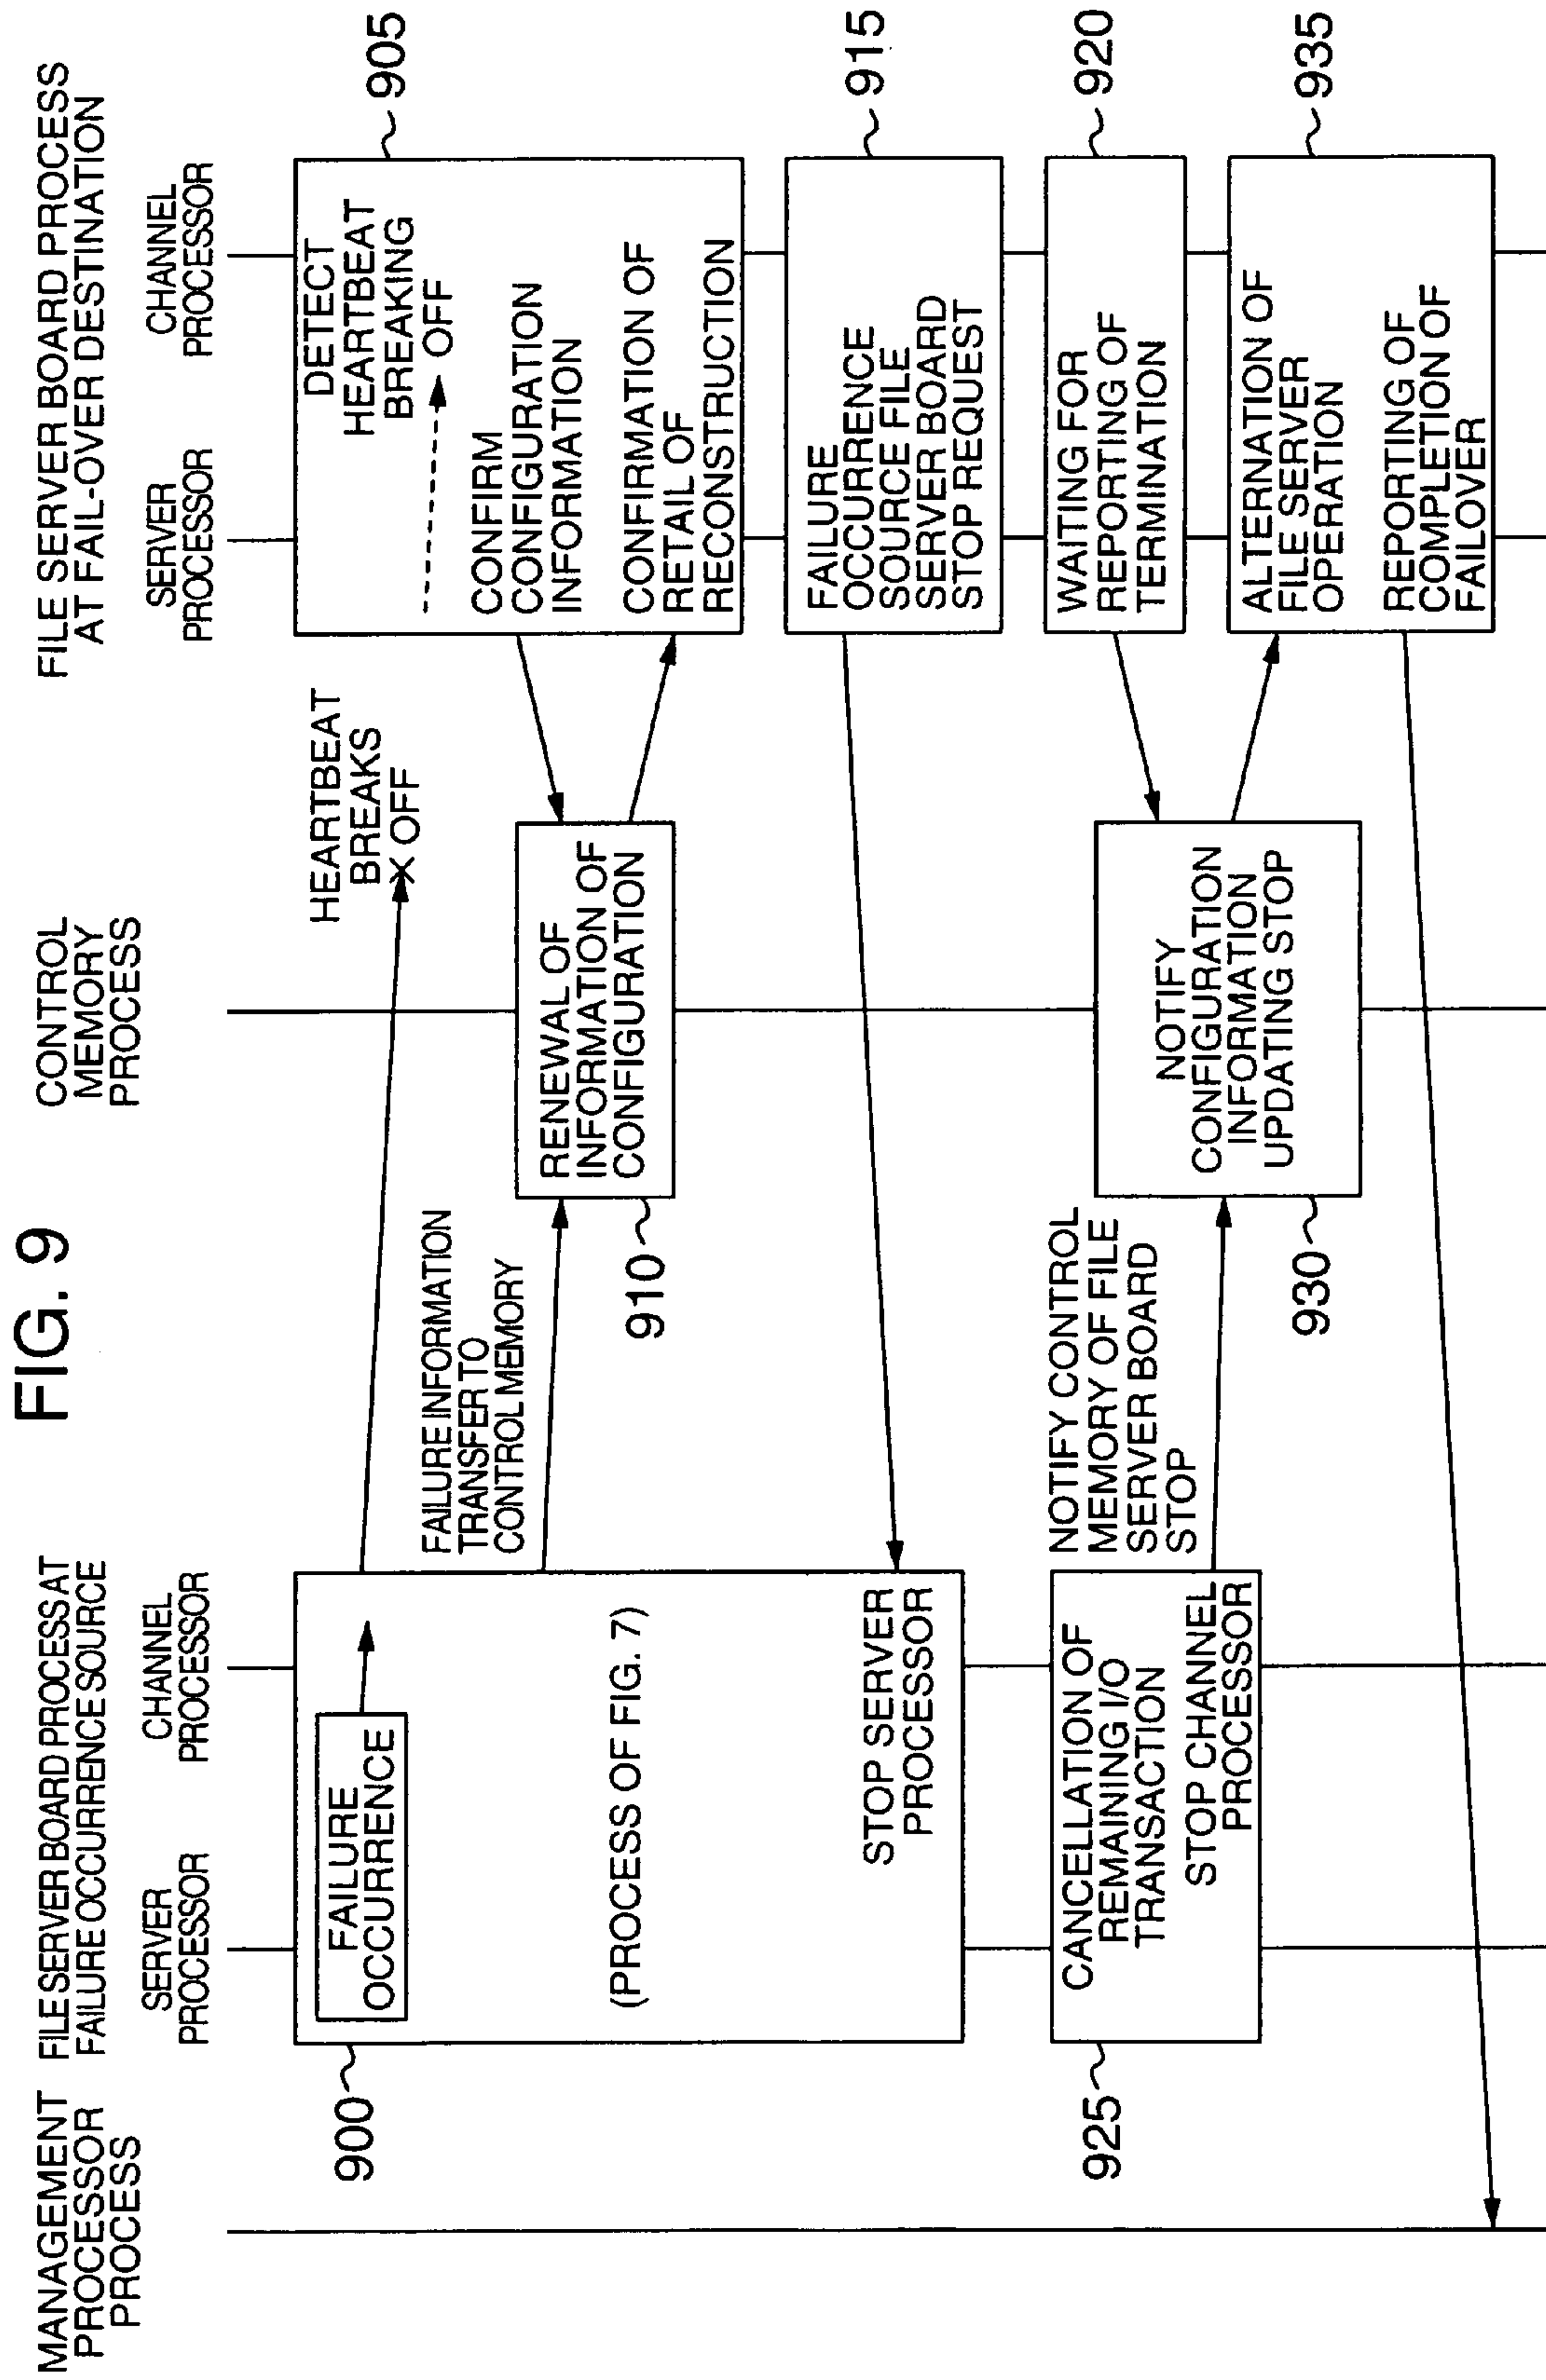 FIG. 9
MANAGEMENT
PROCESSOR
PROCESS
FILE SERVER BOARD PROCESS AT
FAILURE OCCURRENCE SOURCE
SERVER
PROCESSOR
CHANNEL
PROCESSOR
CONTROL
MEMORY
PROCESS
FILE SERVER BOARD PROCESS
AT FAIL-OVER DESTINATION
SERVER
PROCESSOR
CHANNEL
PROCESSOR
900
FAILURE
OCCURRENCE
(PROCESS OF FIG. 7)
STOP SERVER
PROCESSOR
HEARTBEAT
BREAKS
X OFF
FAILURE INFORMATION
TRANSFER TO
CONTROL MEMORY
910
RENEWAL OF
INFORMATION OF
CONFIGURATION
DETECT
HEARTBEAT
BREAKING
OFF
CONFIRM
CONFIGURATION
INFORMATION
CONFIRMATION OF
RETAIL OF
RECONSTRUCTION
905
FAILURE
OCCURRENCE
SOURCE FILE
SERVER BOARD
STOP REQUEST
915
WAITING FOR
REPORTING OF
TERMINATION
920
925
CANCELLATION OF
REMAINING I/O
TRANSACTION
STOP CHANNEL
PROCESSOR
NOTIFY CONTROL
MEMORY OF FILE
SERVER BOARD
STOP
930
NOTIFY
CONFIGURATION
INFORMATION
UPDATING STOP
ALTERNATION OF
FILE SERVER
OPERATION
REPORTING OF
COMPLETION OF
FAILOVER
935